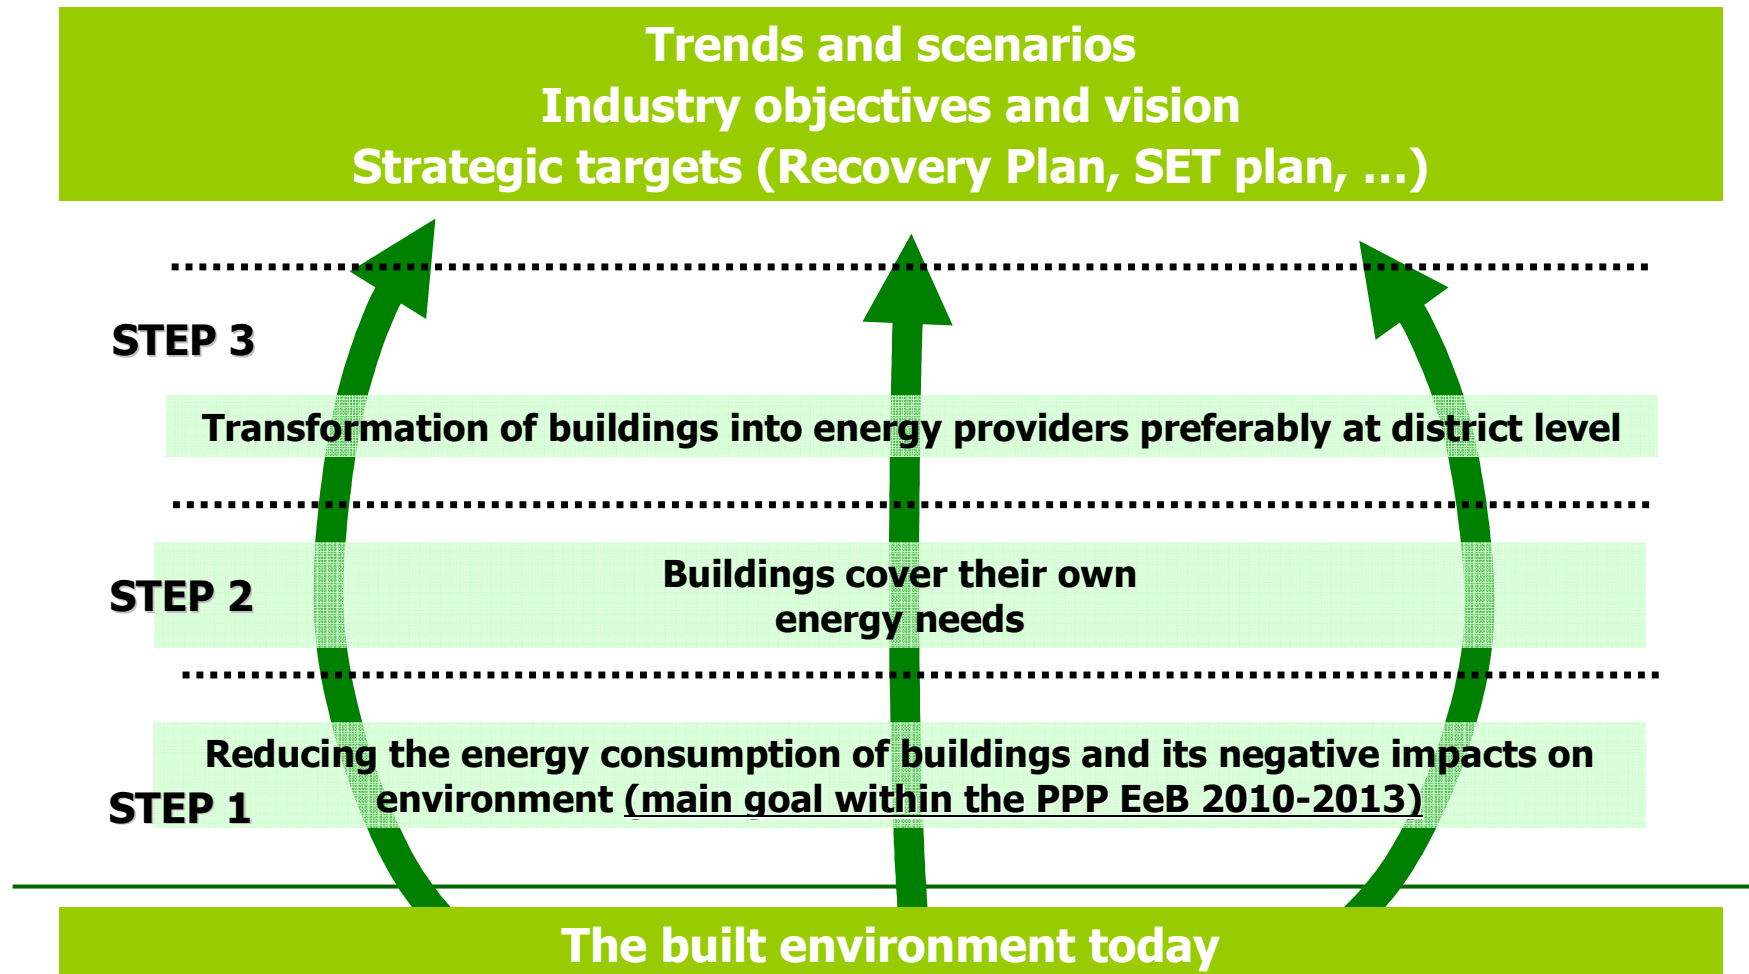 Trends and scenarios
Industry objectives and vision
Strategic targets (Recovery Plan, SET plan, ...)
STEP 3
Transformation of buildings into energy providers preferably at district level
STEP 2
Buildings cover their own
energy needs
STEP 1
Reducing the energy consumption of buildings and its negative impacts on
environment (main goal within the PPP EeB 2010-2013)
The built environment today